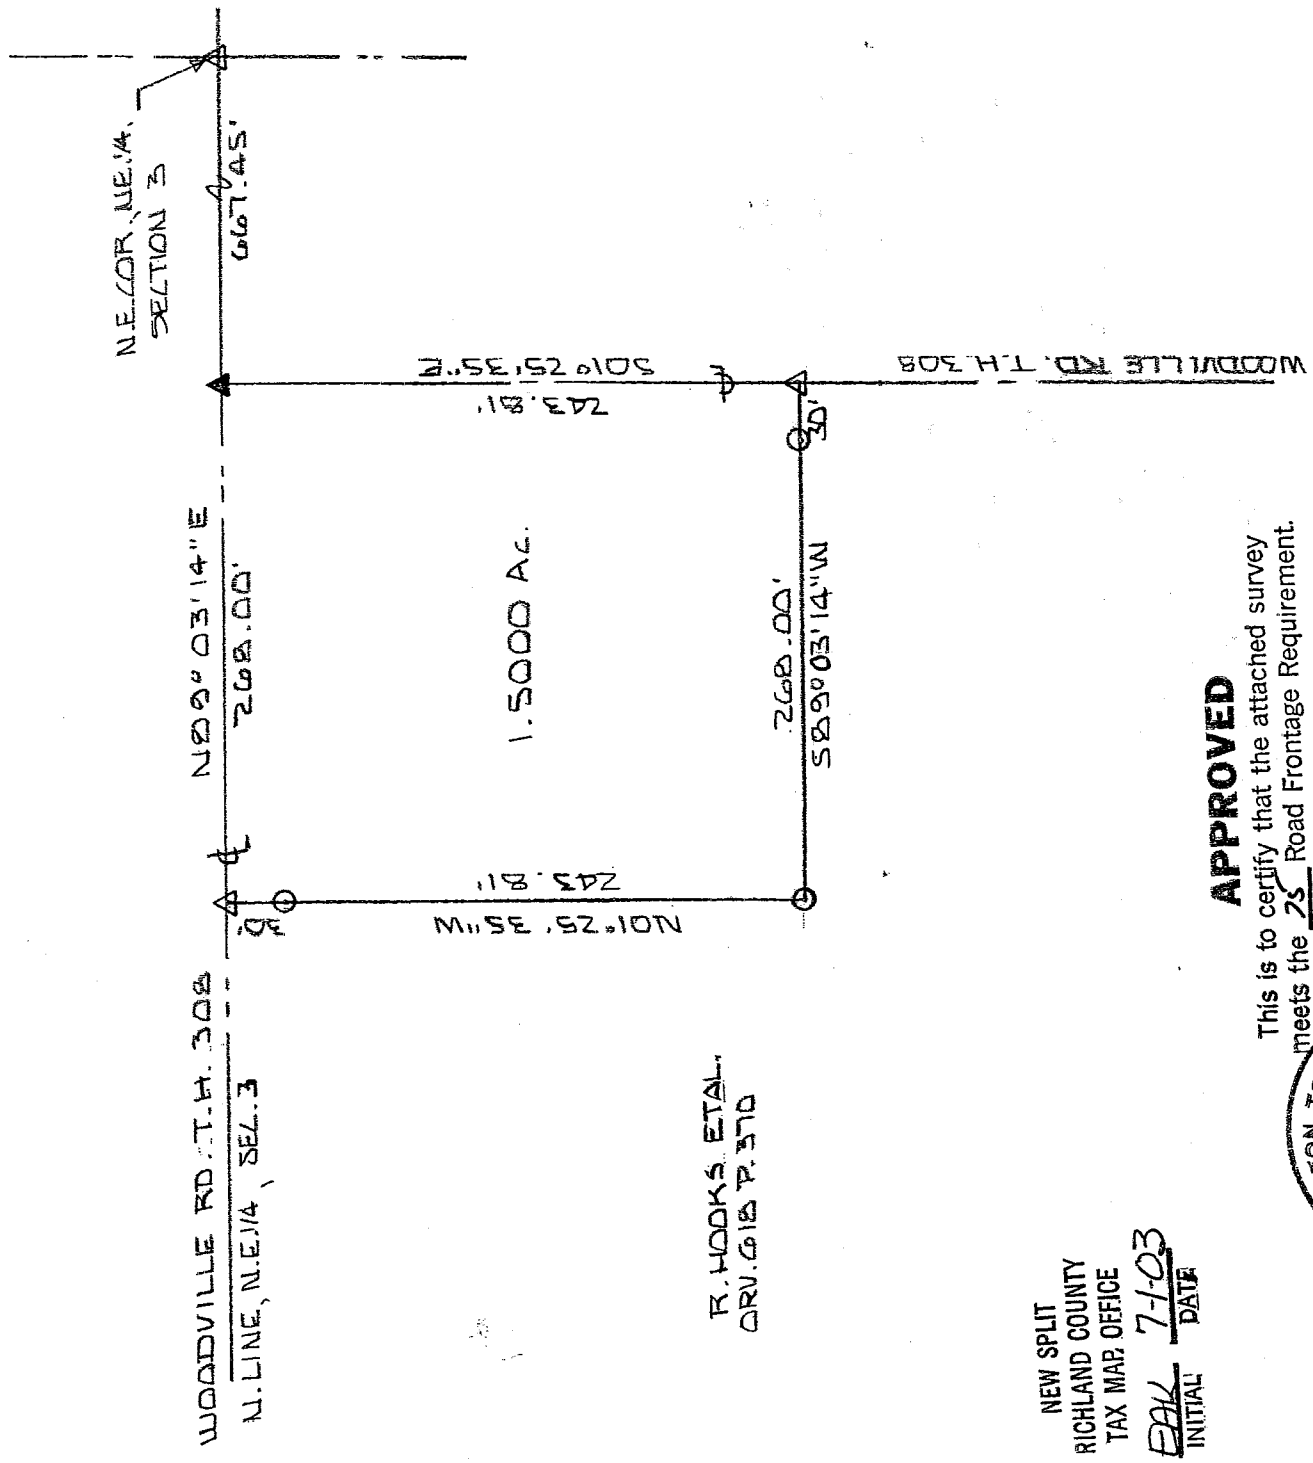 N.E. COR., N.E. 1/4,
SECTION 3
667.45'
N89°03'14"E
268.00'
S01°25'35"E
243.81'
WOODVILLE RD. T.H. 308
30'
1.5000 Ac.
268.00'
S89°03'14"W
243.81'
N01°25'35"W
30'
WOODVILLE RD. T.H. 308
N. LINE, N.E. 1/4, SEC. 3
R. HOOKS ETAL.
ORV. 618 P. 370
APPROVED
This is to certify that the attached survey
meets the 25 Road Frontage Requirement.
NEW SPLIT
RICHLAND COUNTY
TAX MAP OFFICE
7-1-03
INITIAL DATE